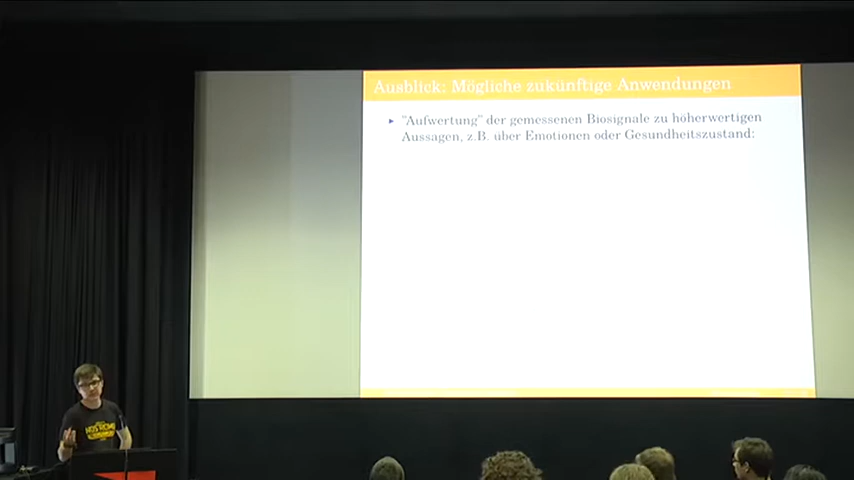 Ausblick: Mögliche zukünftige Anwendungen
"Aufwertung" der gemessenen Biosignale zu höherwertigen
Aussagen, z.B. über Emotionen oder Gesundheitszustand: